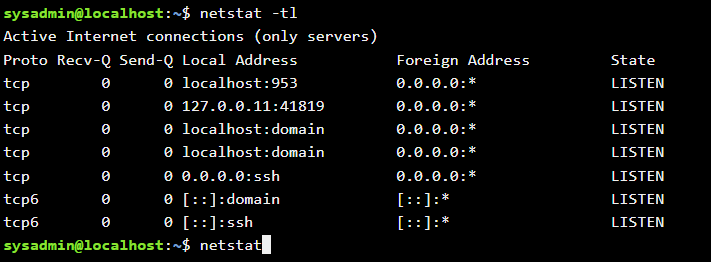 sysadmin@localhost:~$ netstat -tl
Active Internet connections (only servers)
Proto Recv-Q Send-Q Local Address           Foreign Address         State
tcp        0      0 localhost:953           0.0.0.0:*               LISTEN
tcp        0      0 127.0.0.11:41819        0.0.0.0:*               LISTEN
tcp        0      0 localhost:domain        0.0.0.0:*               LISTEN
tcp        0      0 localhost:domain        0.0.0.0:*               LISTEN
tcp        0      0 0.0.0.0:ssh             0.0.0.0:*               LISTEN
tcp6       0      0 [::]:domain             [::]:*                  LISTEN
tcp6       0      0 [::]:ssh                [::]:*                  LISTEN
sysadmin@localhost:~$ netstat